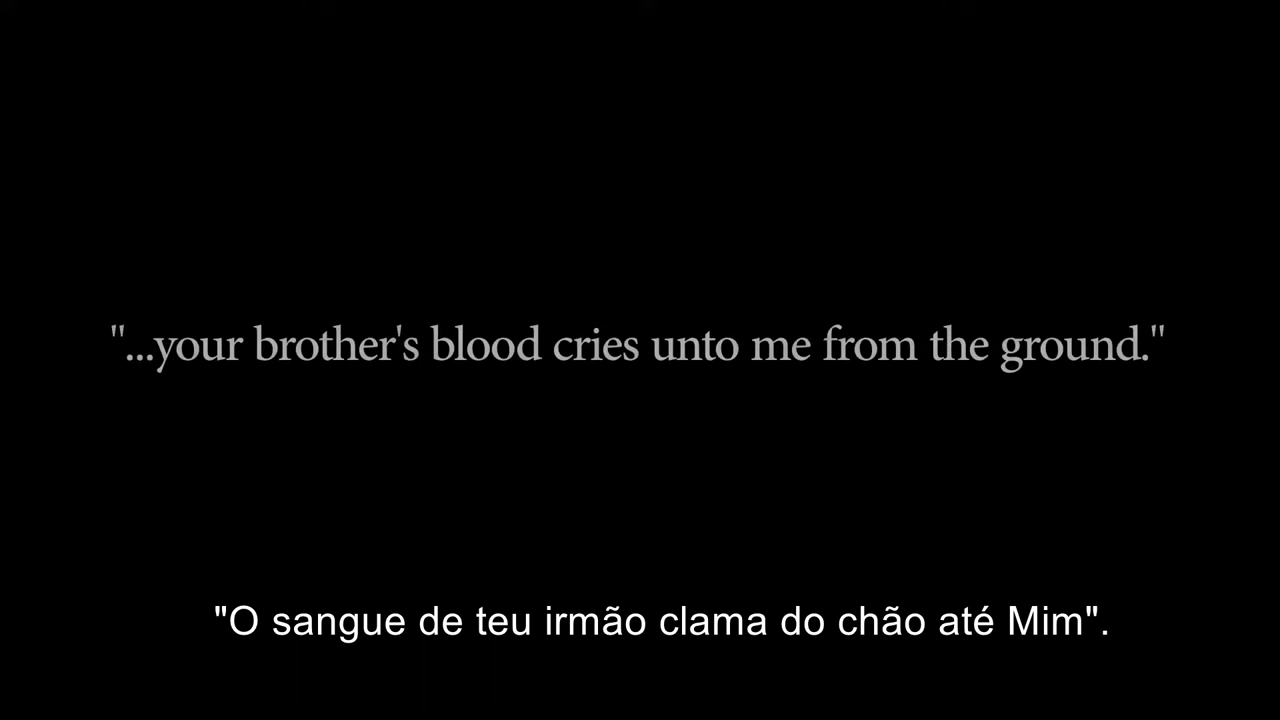 "...your brother's blood cries unto me from the ground."
"O sangue de teu irmão clama do chão até Mim".